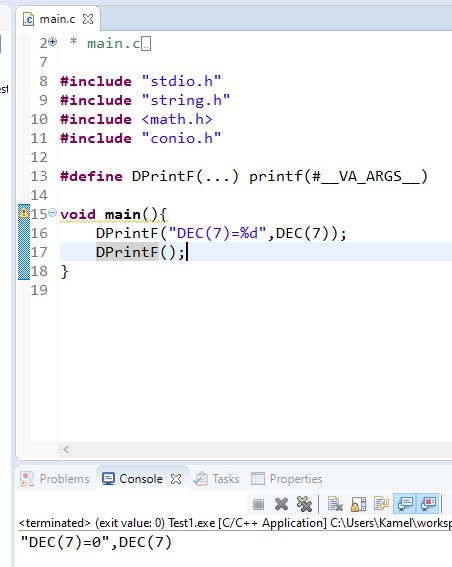 main.c
2 * main.c
7
8 #include "stdio.h"
9 #include "string.h"
10 #include <math.h>
11 #include "conio.h"
12
13 #define DPrintF(...) printf(#__VA_ARGS__)
14
15 void main(){
16 DPrintF("DEC(7)=%d",DEC(7));
17 DPrintF();
18 }
19
Problems Console Tasks Properties
<terminated> (exit value: 0) Test1.exe [C/C++ Application] C:\Users\Kamel\worksp
"DEC(7)=0",DEC(7)